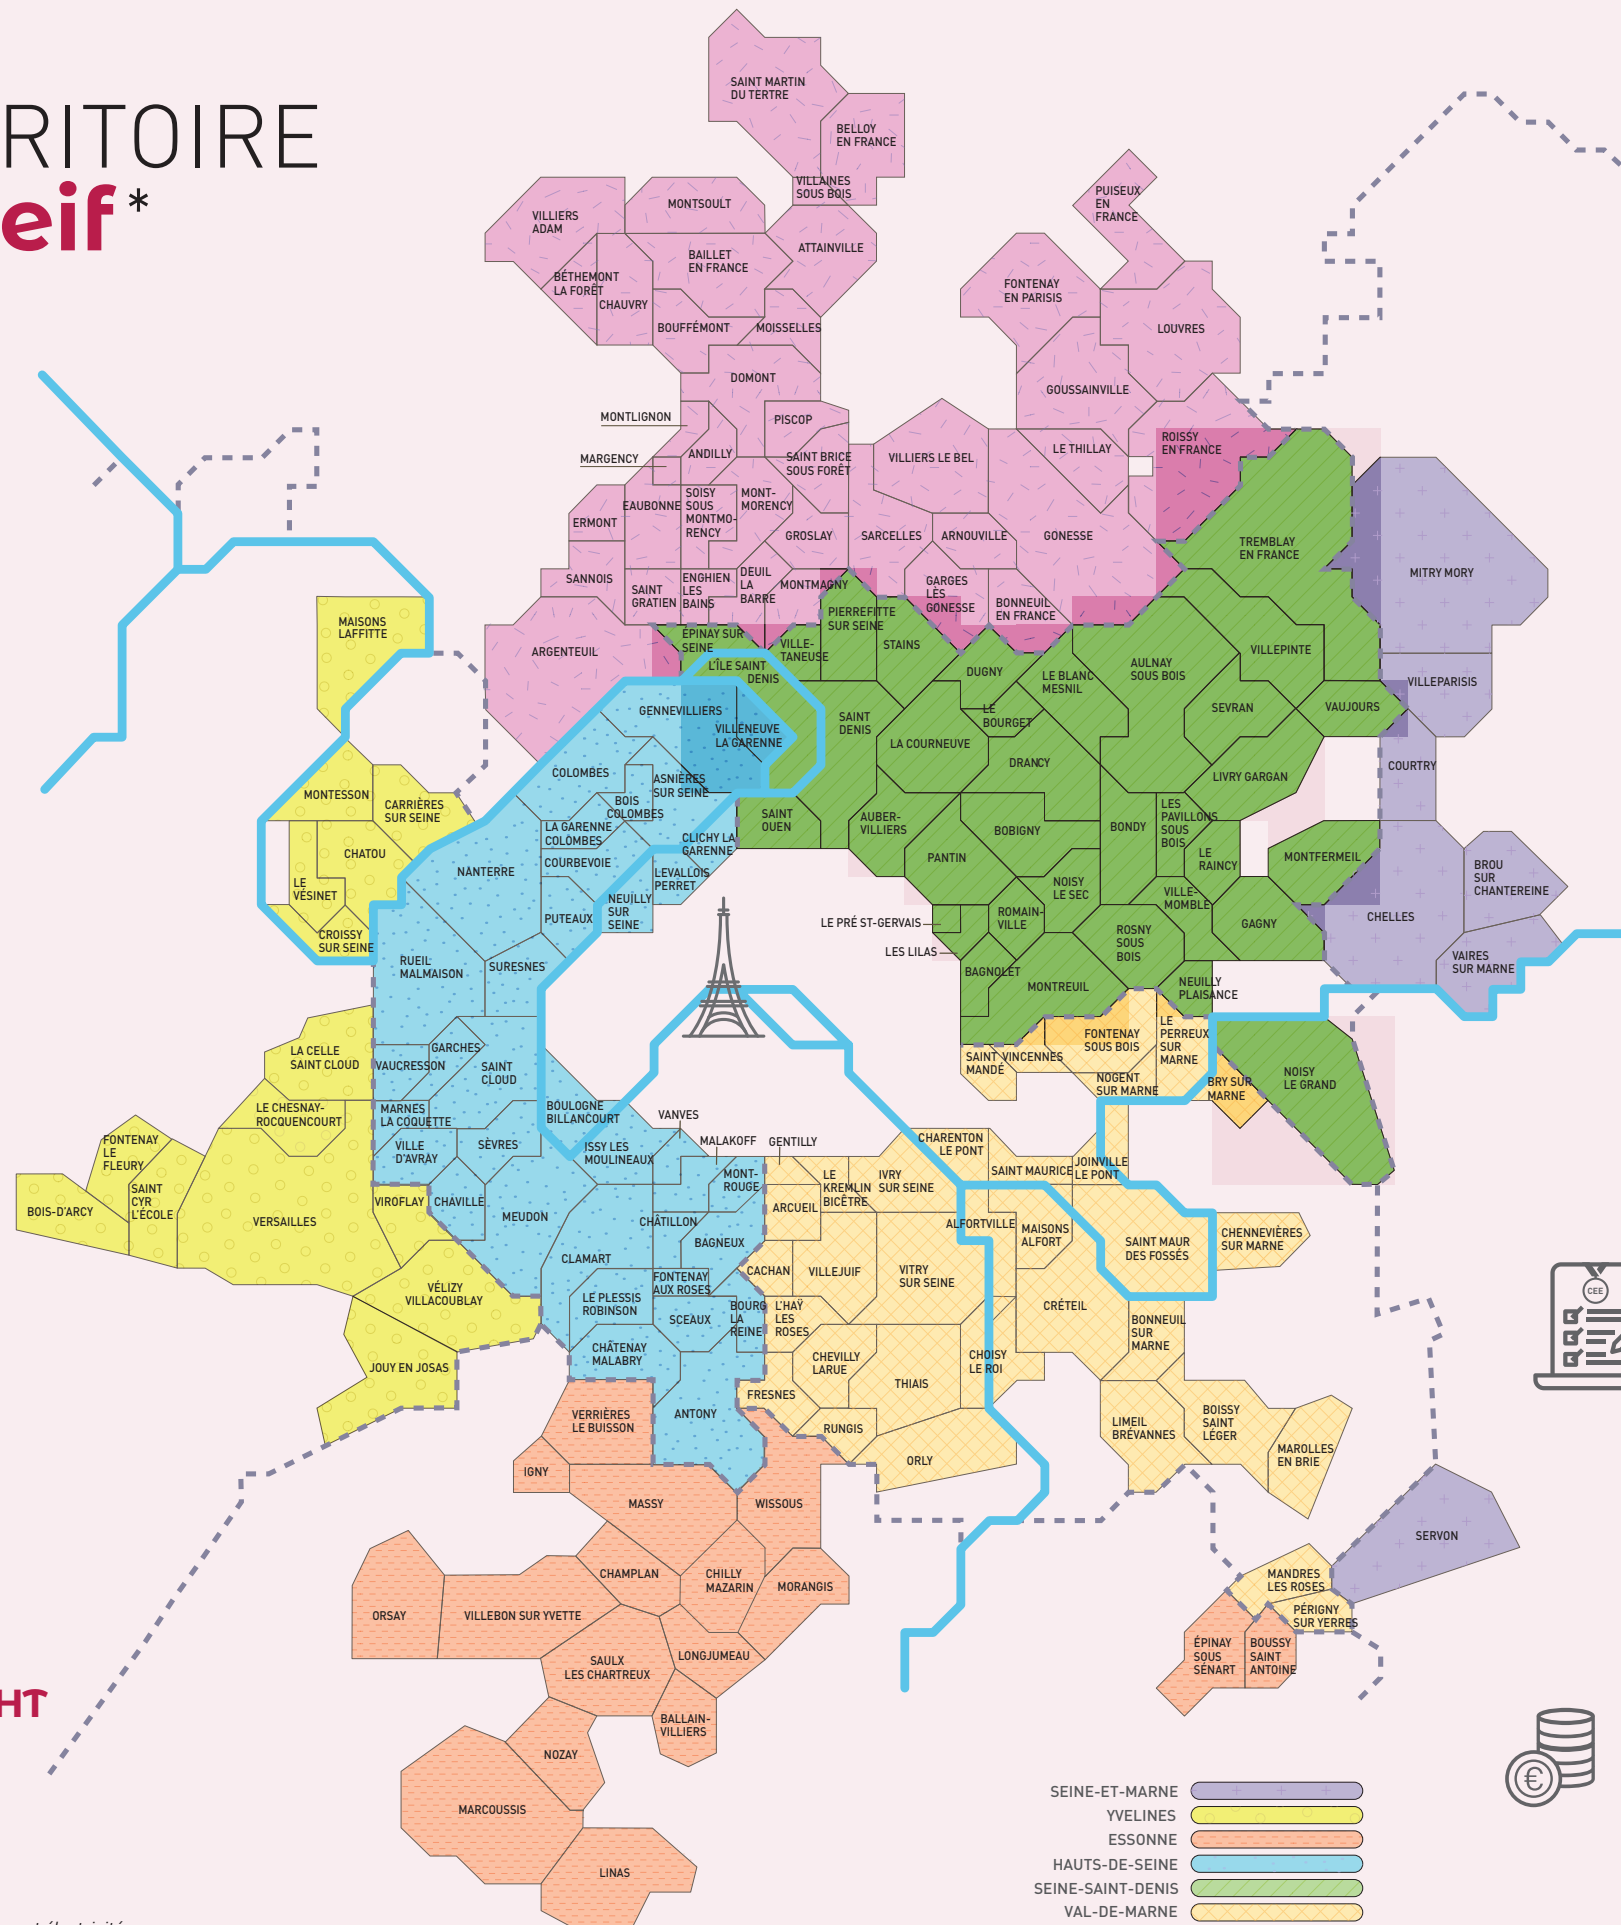 RITOIRE
eif*
SAINT MARTIN
DU TERTRE
BELLOY
EN FRANCE
VILLAINES
SOUS BOIS
VILLIERS
ADAM
MONTSOULT
ATTAINVILLE
BAILLET
EN FRANCE
BÉTHEMONT
LA FORÊT
CHAUVRY
BOUFFÉMONT
MOISSELLES
PUISEUX
EN
FRANCE
FONTENAY
EN PARISIS
LOUVRES
DOMONT
GOUSSAINVILLE
MONTLIGNON
PISCOP
MARGENCY
ANDILLY
SAINT BRICE
SOUS FORÊT
VILLIERS LE BEL
LE THILLAY
ROISSY
EN FRANCE
EAUBONNE
SOISY
SOUS
MONTMO-
RENCY
MONT-
MORENCY
ERMONT
GROSLAY
SARCELLES
ARNOUVILLE
GONESSE
TREMBLAY
EN FRANCE
MITRY MORY
SANNOIS
SAINT
GRATIEN
ENGHIEN
LES
BAINS
DEUIL
LA
BARRE
MONTMAGNY
GARGES
LÈS
GONESSE
BONNEUIL
EN FRANCE
MAISONS
LAFFITTE
ARGENTEUIL
ÉPINAY SUR
SEINE
VILLE-
TANEUSE
PIERREFITTE
SUR SEINE
STAINS
L'ÎLE SAINT
DENIS
DUGNY
LE BLANC
MESNIL
AULNAY
SOUS BOIS
VILLEPINTE
VILLEPARISIS
GENNEVILLIERS
VILLENEUVE
LA GARENNE
SAINT
DENIS
LE
BOURGET
SEVRAN
VAUJOURS
LA COURNEUVE
DRANCY
COURTRY
COLOMBES
ASNIÈRES
SUR SEINE
LIVRY GARGAN
MONTESSON
CARRIÈRES
SUR SEINE
BOIS
COLOMBES
LA GARENNE
COLOMBES
SAINT
OUEN
AUBER-
VILLIERS
BOBIGNY
BONDY
LES
PAVILLONS
SOUS
BOIS
CHATOU
CLICHY LA
GARENNE
PANTIN
LE
RAINCY
MONTFERMEIL
NANTERRE
COURBEVOIE
LEVALLOIS
PERRET
BROU
SUR
CHANTEREINE
LE
VÉSINET
NEUILLY
SUR
SEINE
NOISY
LE SEC
VILLE-
MOMBLE
PUTEAUX
LE PRÉ ST-GERVAIS
ROMAIN-
VILLE
GAGNY
CHELLES
CROISSY
SUR SEINE
ROSNY
SOUS
BOIS
LES LILAS
RUEIL
MALMAISON
SURESNES
BAGNOLET
MONTREUIL
NEUILLY
PLAISANCE
VAIRES
SUR MARNE
LA CELLE
SAINT CLOUD
GARCHES
VAUCRESSON
SAINT
CLOUD
SAINT
MANDÉ
VINCENNES
FONTENAY
SOUS BOIS
LE
PERREUX
SUR
MARNE
NOGENT
SUR MARNE
BRY SUR
MARNE
NOISY
LE GRAND
LE CHESNAY-
ROCQUENCOURT
MARNES
LA COQUETTE
BOULOGNE
BILLANCOURT
VANVES
FONTENAY
LE
FLEURY
VILLE
D'AVRAY
SÈVRES
ISSY LES
MOULINEAUX
MALAKOFF
GENTILLY
CHARENTON
LE PONT
SAINT MAURICE
JOINVILLE
LE PONT
BOIS-D'ARCY
SAINT
CYR
L'ÉCOLE
VERSAILLES
VIROFLAY
CHAVILLE
MEUDON
MONT-
ROUGE
ARCUEIL
LE
KREMLIN
BICÊTRE
IVRY
SUR SEINE
CHÂTILLON
ALFORTVILLE
MAISONS
ALFORT
SAINT MAUR
DES FOSSÉS
CHENNEVIÈRES
SUR MARNE
CLAMART
BAGNEUX
VÉLIZY
VILLACOUBLAY
FONTENAY
AUX ROSES
CACHAN
VILLEJUIF
VITRY
SUR SEINE
CEE
LE PLESSIS
ROBINSON
SCEAUX
BOURG
LA
REINE
L'HAŸ
LES
ROSES
CRÉTEIL
BONNEUIL
SUR
MARNE
CHÂTENAY
MALABRY
JOUY EN JOSAS
CHEVILLY
LARUE
CHOISY
LE ROI
THIAIS
FRESNES
VERRIÈRES
LE BUISSON
ANTONY
RUNGIS
LIMEIL
BRÉVANNES
BOISSY
SAINT
LÉGER
MAROLLES
EN BRIE
IGNY
ORLY
MASSY
WISSOUS
SERVON
CHAMPLAN
CHILLY
MAZARIN
MORANGIS
MANDRES
LES ROSES
ORSAY
VILLEBON SUR YVETTE
PÉRIGNY
SUR YERRES
SAULX
LES CHARTREUX
LONGJUMEAU
ÉPINAY
SOUS
SÉNART
BOUSSY
SAINT
ANTOINE
HT
BALLAIN-
VILLIERS
NOZAY
€
MARCOUSSIS
LINAS
SEINE-ET-MARNE
YVELINES
ESSONNE
HAUTS-DE-SEINE
SEINE-SAINT-DENIS
VAL-DE-MARNE